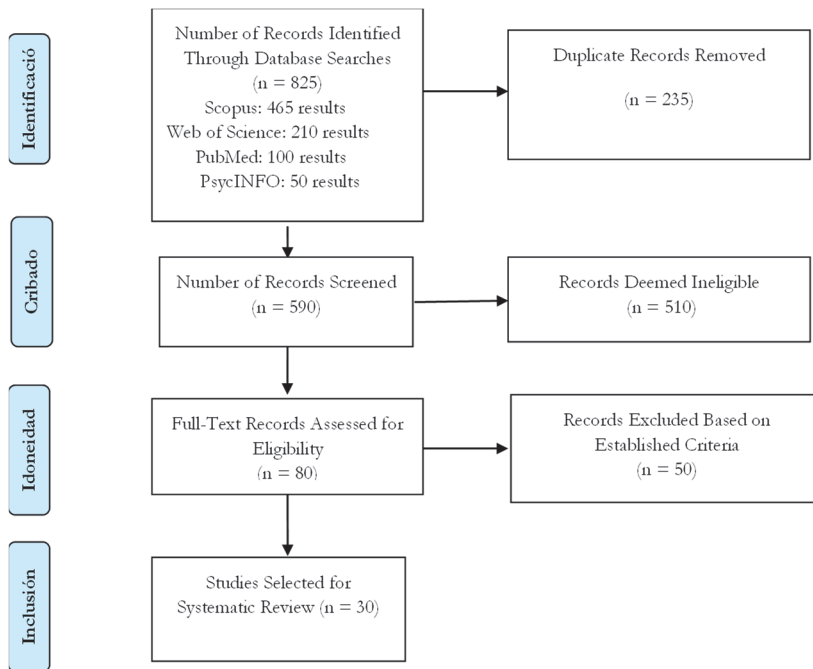 Identificació
Number of Records Identified
Through Database Searches
(n = 825)
Scopus: 465 results
Web of Science: 210 results
PubMed: 100 results
PsycINFO: 50 results
Duplicate Records Removed
(n = 235)
Cribado
Number of Records Screened
(n = 590)
Records Deemed Ineligible
(n = 510)
Idoneidad
Full-Text Records Assessed for
Eligibility
(n = 80)
Records Excluded Based on
Established Criteria
(n = 50)
Inclusión
Studies Selected for
Systematic Review (n = 30)